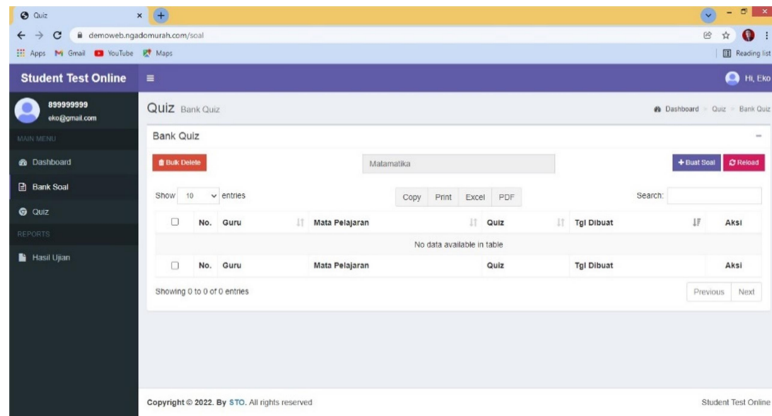 Quiz
demoweb.ngadomurah.com/soal
Apps Gmail YouTube Maps Reading list
Student Test Online Hi, Eko
899999999
eko@gmail.com
Quiz Bank Quiz Dashboard Quiz Bank Quiz
MAIN MENU
Bank Quiz
Dashboard
Bank Soal
Quiz
REPORTS
Hasil Ujian
Bulk Delete Matamatika Buat Soal Reload
Show 10 entries Copy Print Excel PDF Search:
No. Guru Mata Pelajaran Quiz Tgl Dibuat Aksi
No data available in table
No. Guru Mata Pelajaran Quiz Tgl Dibuat Aksi
Showing 0 to 0 of 0 entries Previous Next
Copyright © 2022. By STO. All rights reserved Student Test Online